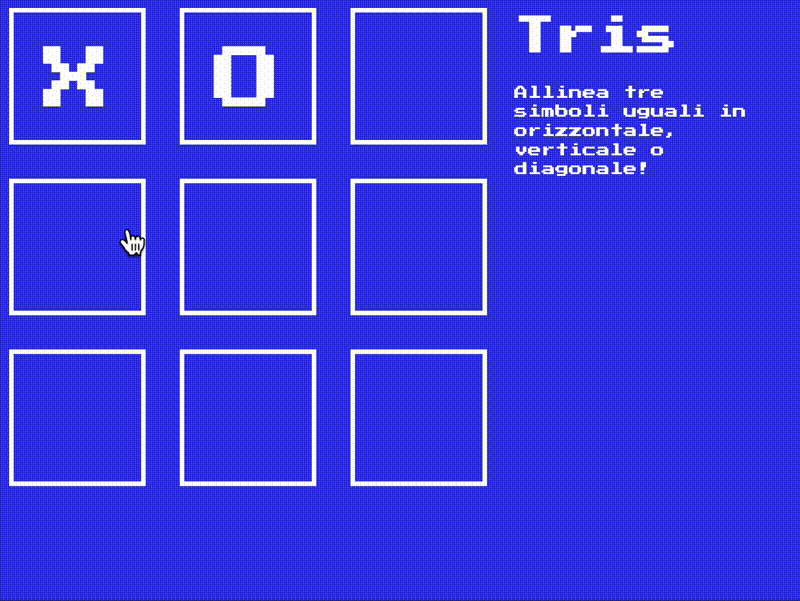 X O
Tris
Allinea tre
simboli uguali in
orizzontale,
verticale o
diagonale!